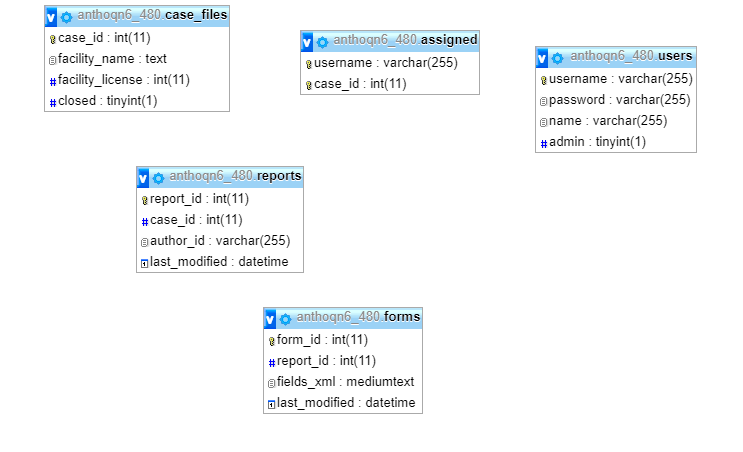 anthoqn6_480.case_files
case_id : int(11)
facility_name : text
facility_license : int(11)
closed : tinyint(1)
anthoqn6_480.assigned
username : varchar(255)
case_id : int(11)
anthoqn6_480.users
username : varchar(255)
password : varchar(255)
name : varchar(255)
admin : tinyint(1)
anthoqn6_480.reports
report_id : int(11)
case_id : int(11)
author_id : varchar(255)
last_modified : datetime
anthoqn6_480.forms
form_id : int(11)
report_id : int(11)
fields_xml : mediumtext
last_modified : datetime